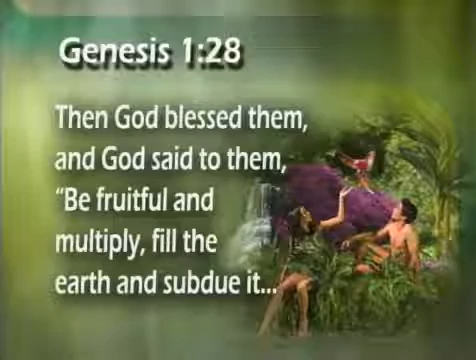 Genesis 1:28
Then God blessed them,
and God said to them,
“Be fruitful and
multiply, fill the
earth and subdue it...